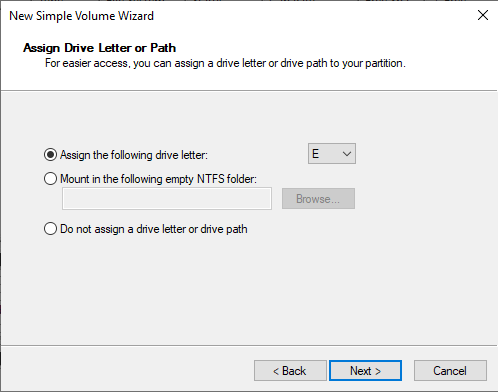 New Simple Volume Wizard
Assign Drive Letter or Path
For easier access, you can assign a drive letter or drive path to your partition.
Assign the following drive letter: E
Mount in the following empty NTFS folder:
Browse...
Do not assign a drive letter or drive path
< Back Next > Cancel